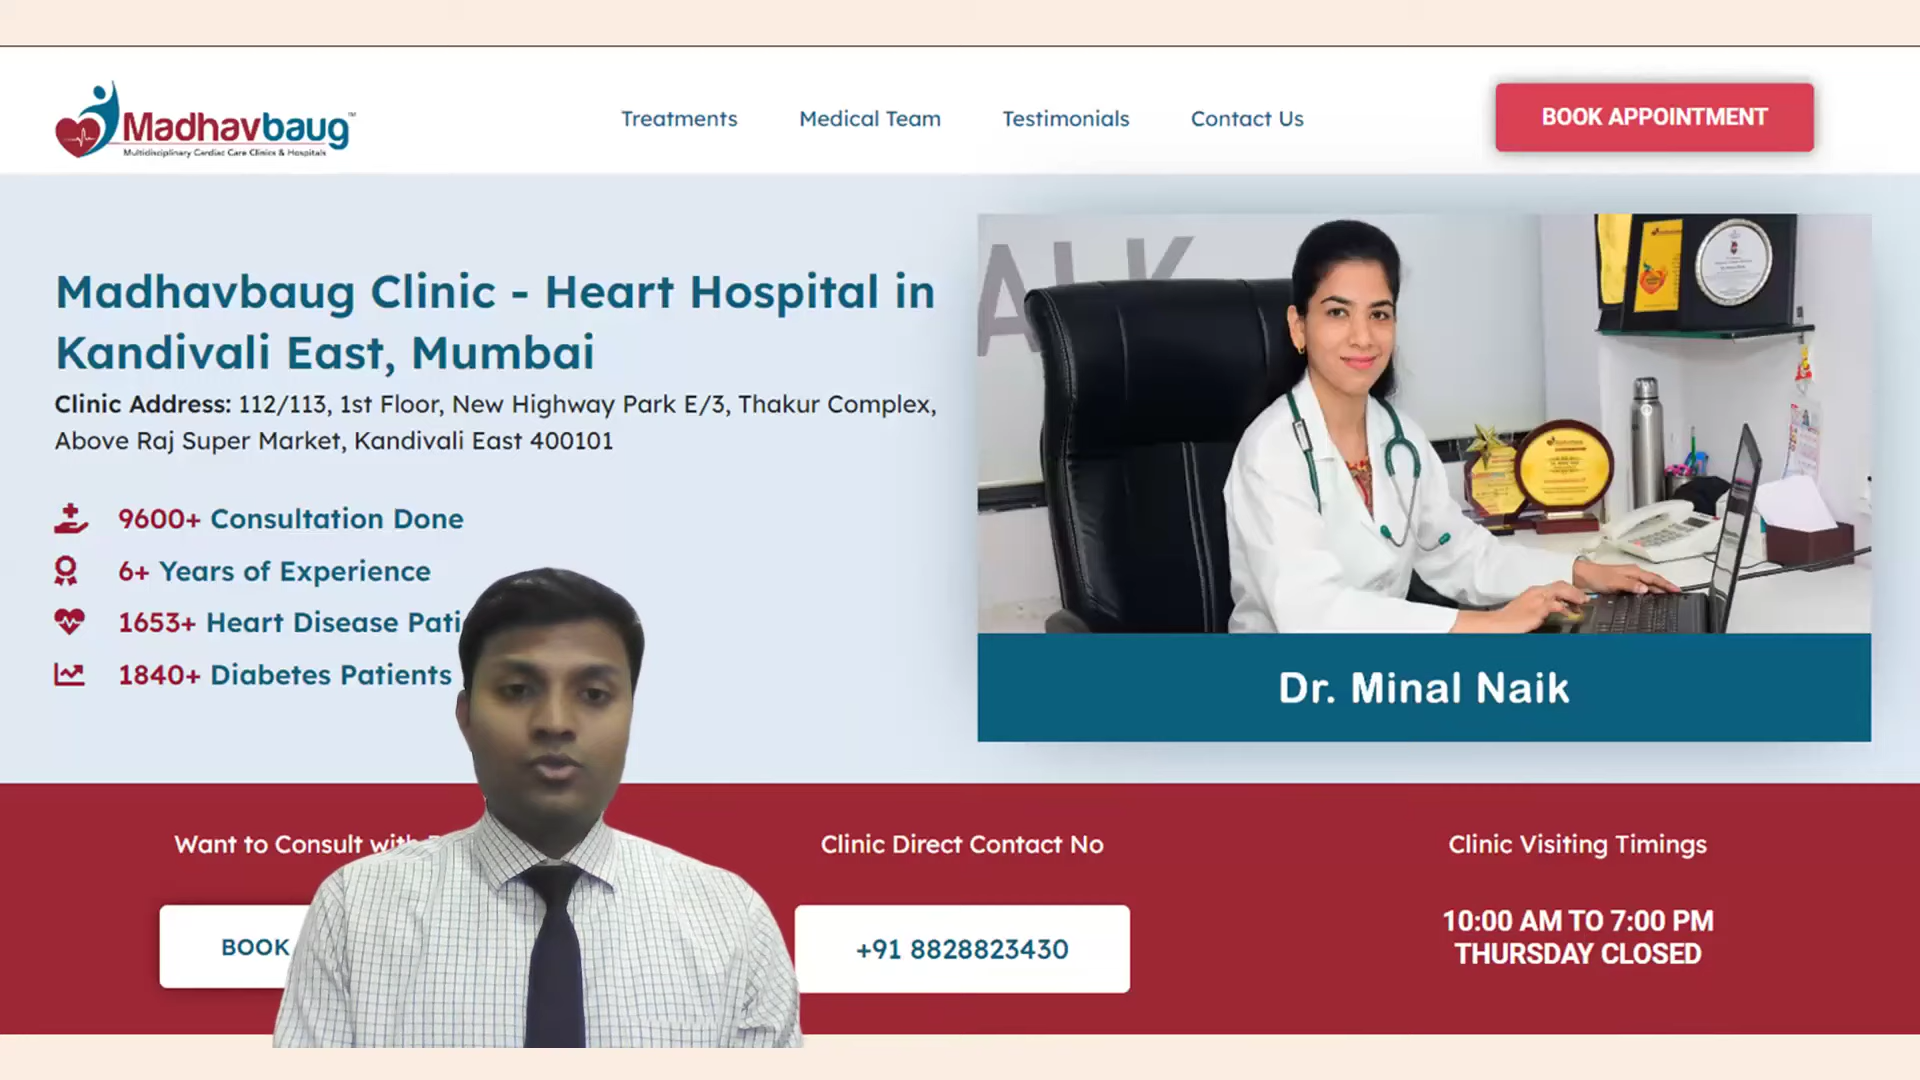 Madhavbaug™
Multidisciplinary Cardiac Care Clinics & Hospitals
Treatments
Medical Team
Testimonials
Contact Us
BOOK APPOINTMENT
Madhavbaug Clinic - Heart Hospital in
Kandivali East, Mumbai
Clinic Address: 112/113, 1st Floor, New Highway Park E/3, Thakur Complex,
Above Raj Super Market, Kandivali East 400101
9600+ Consultation Done
6+ Years of Experience
1653+ Heart Disease Pati
1840+ Diabetes Patients
ALK
Dr. Minal Naik
Want to Consult with
BOOK
Clinic Direct Contact No
+91 8828823430
Clinic Visiting Timings
10:00 AM TO 7:00 PM
THURSDAY CLOSED